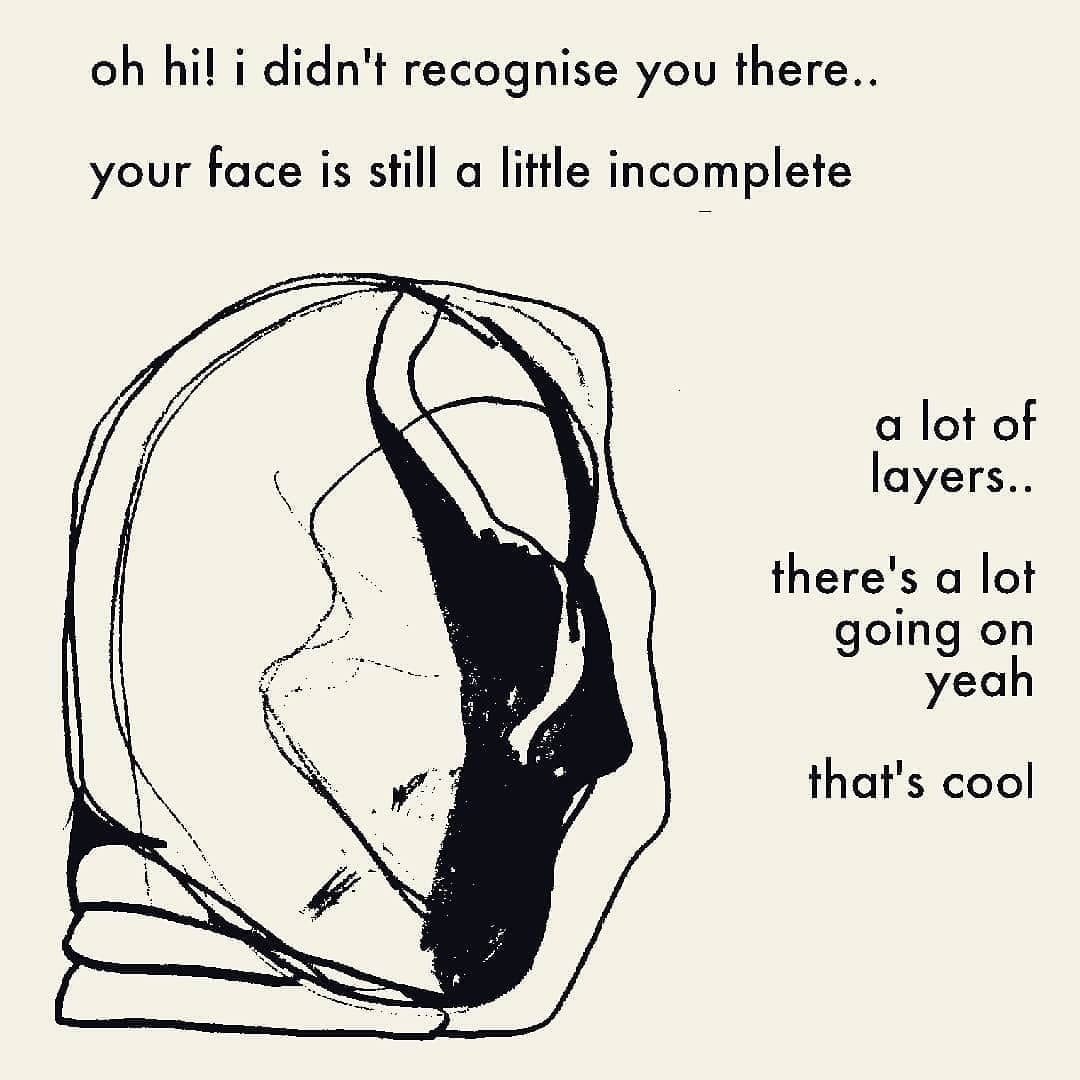 oh hi! i didn't recognise you there..
your face is still a little incomplete
a lot of
layers..
there's a lot
going on
yeah
that's cool